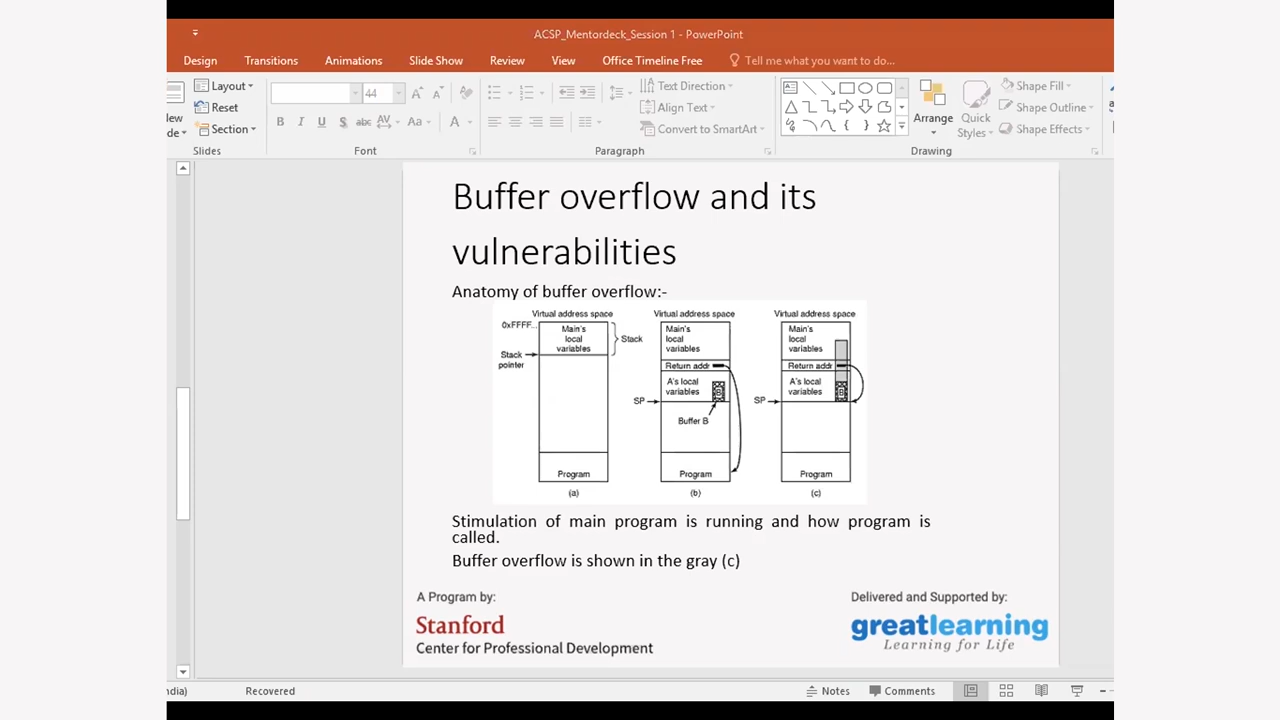 ACSP_Mentordeck_Session 1 - PowerPoint
Design Transitions Animations Slide Show Review View Office Timeline Free Tell me what you want to do...
Layout
Reset
Section
Slides
44
B I U S abc AV Aa A
Font
Text Direction
Align Text
Convert to SmartArt
Paragraph
Arrange
Quick
Styles
Shape Fill
Shape Outline
Shape Effects
Drawing
Buffer overflow and its
vulnerabilities
Anatomy of buffer overflow:-
Virtual address space
0xFFFF...
Main's
local
variables
Stack
Stack
pointer
Program
(a)
Virtual address space
Main's
local
variables
Return addr
A's local
variables
SP
Buffer B
B
Program
(b)
Virtual address space
Main's
local
variables
Return addr
A's local
variables
SP
B
Program
(c)
Stimulation of main program is running and how program is
called.
Buffer overflow is shown in the gray (c)
A Program by:
Stanford
Center for Professional Development
Delivered and Supported by:
greatlearning
Learning for Life
Recovered
Notes
Comments